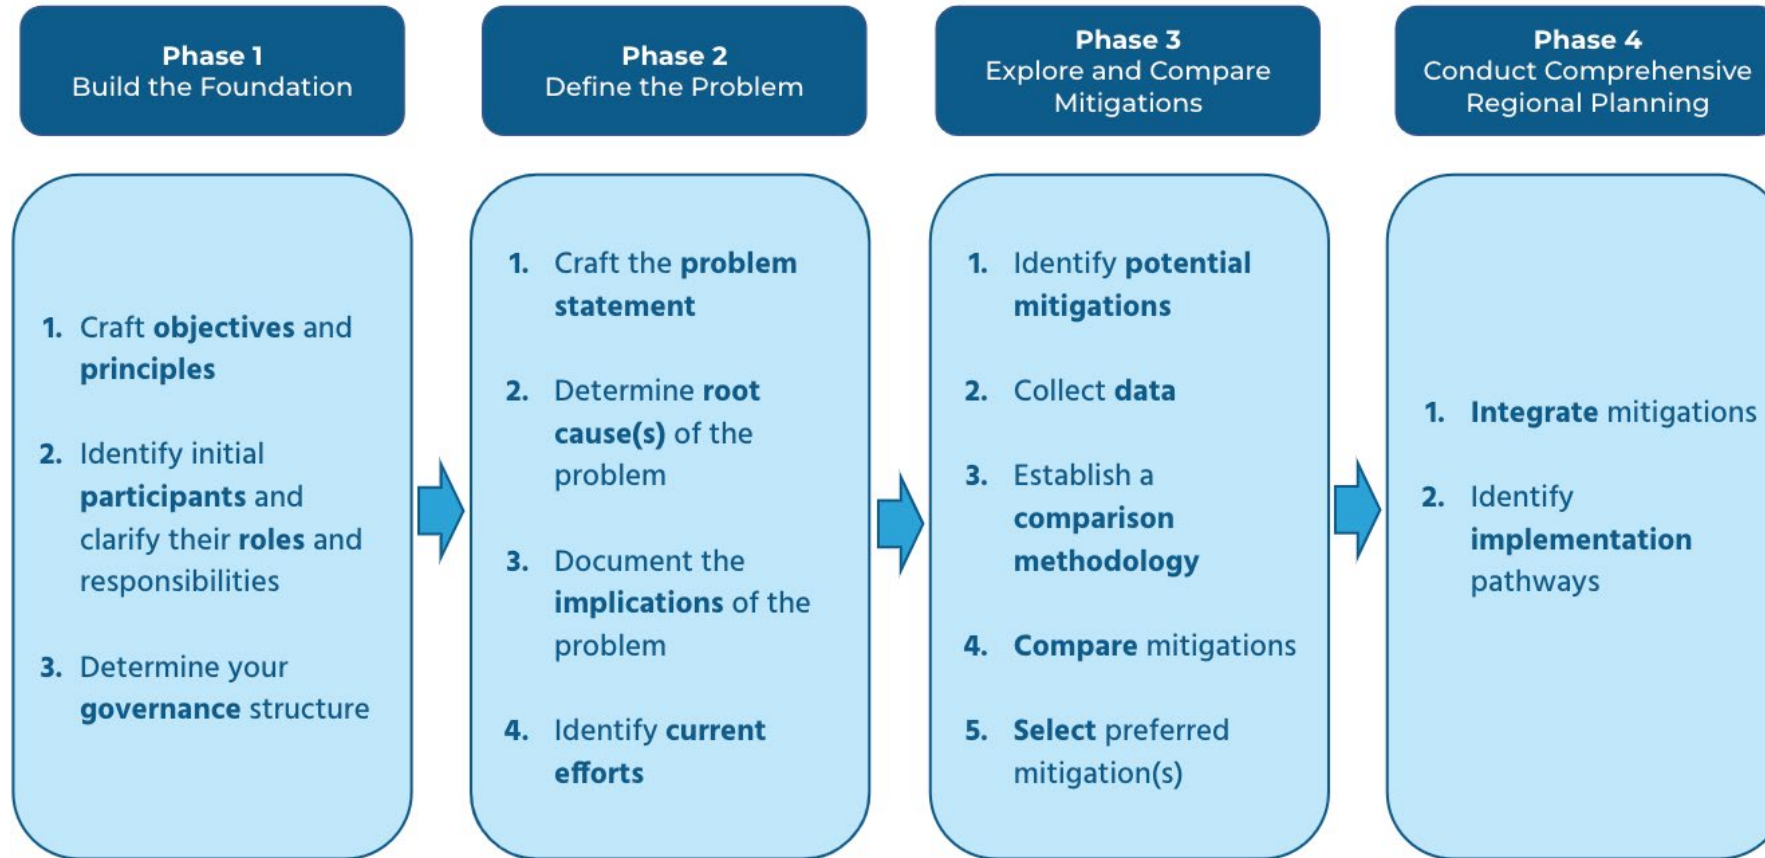 Phase 1
Build the Foundation
Phase 2
Define the Problem
Phase 3
Explore and Compare
Mitigations
Phase 4
Conduct Comprehensive
Regional Planning
1. Craft objectives and
principles
2. Identify initial
participants and
clarify their roles and
responsibilities
3. Determine your
governance structure
1. Craft the problem
statement
2. Determine root
cause(s) of the
problem
3. Document the
implications of the
problem
4. Identify current
efforts
1. Identify potential
mitigations
2. Collect data
3. Establish a
comparison
methodology
4. Compare mitigations
5. Select preferred
mitigation(s)
1. Integrate mitigations
2. Identify
implementation
pathways